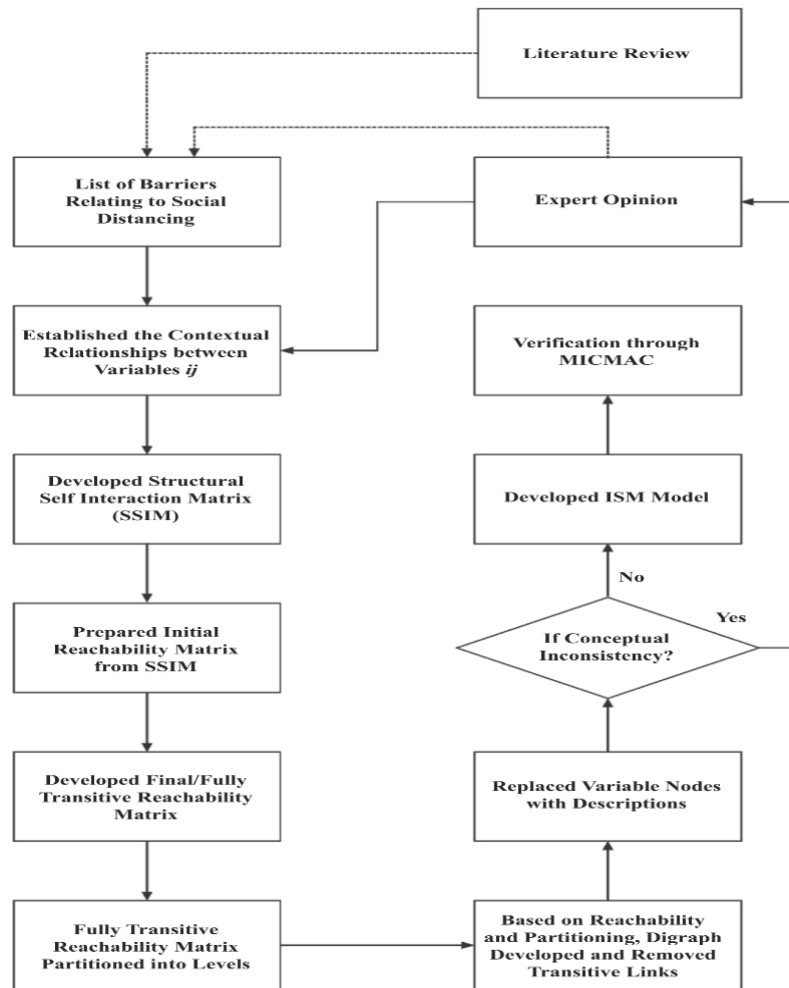 Literature Review
List of Barriers
Relating to Social
Distancing
Expert Opinion
Established the Contextual
Relationships between
Variables ij
Verification through
MICMAC
Developed Structural
Self Interaction Matrix
(SSIM)
Developed ISM Model
No
Yes
Prepared Initial
Reachability Matrix
from SSIM
If Conceptual
Inconsistency?
Developed Final/Fully
Transitive Reachability
Matrix
Replaced Variable Nodes
with Descriptions
Fully Transitive
Reachability Matrix
Partitioned into Levels
Based on Reachability
and Partitioning, Digraph
Developed and Removed
Transitive Links